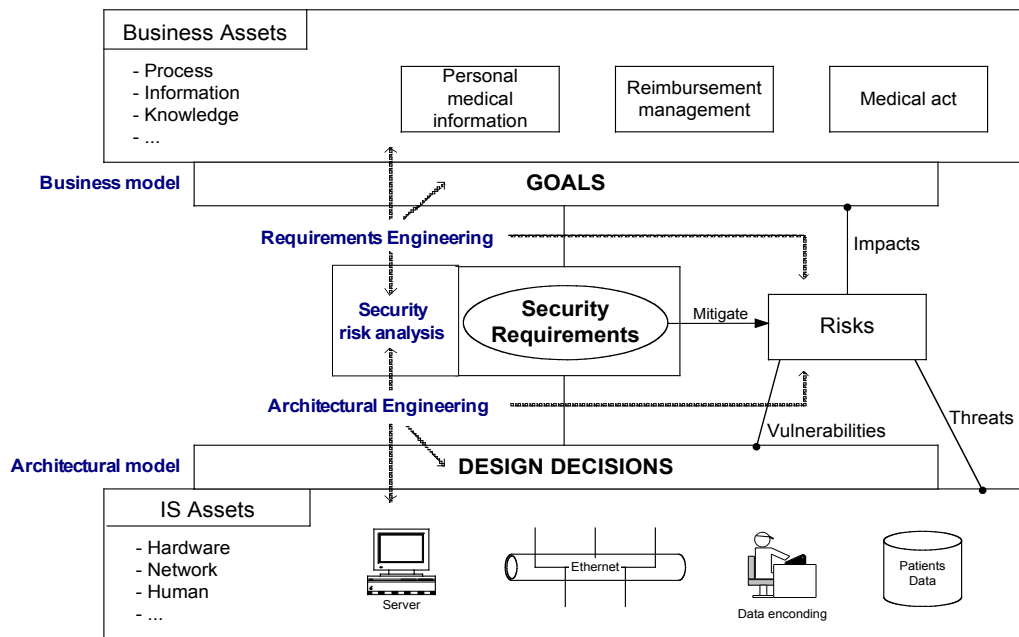 Business Assets
- Process
- Information
- Knowledge
- ...
Personal
medical
information
Reimbursement
management
Medical act
Business model
GOALS
Requirements Engineering
Impacts
Security
risk analysis
Security
Requirements
Mitigate
Risks
Architectural Engineering
Vulnerabilities
Threats
Architectural model
DESIGN DECISIONS
IS Assets
- Hardware
- Network
- Human
- ...
Server
Ethernet
Data enconding
Patients
Data